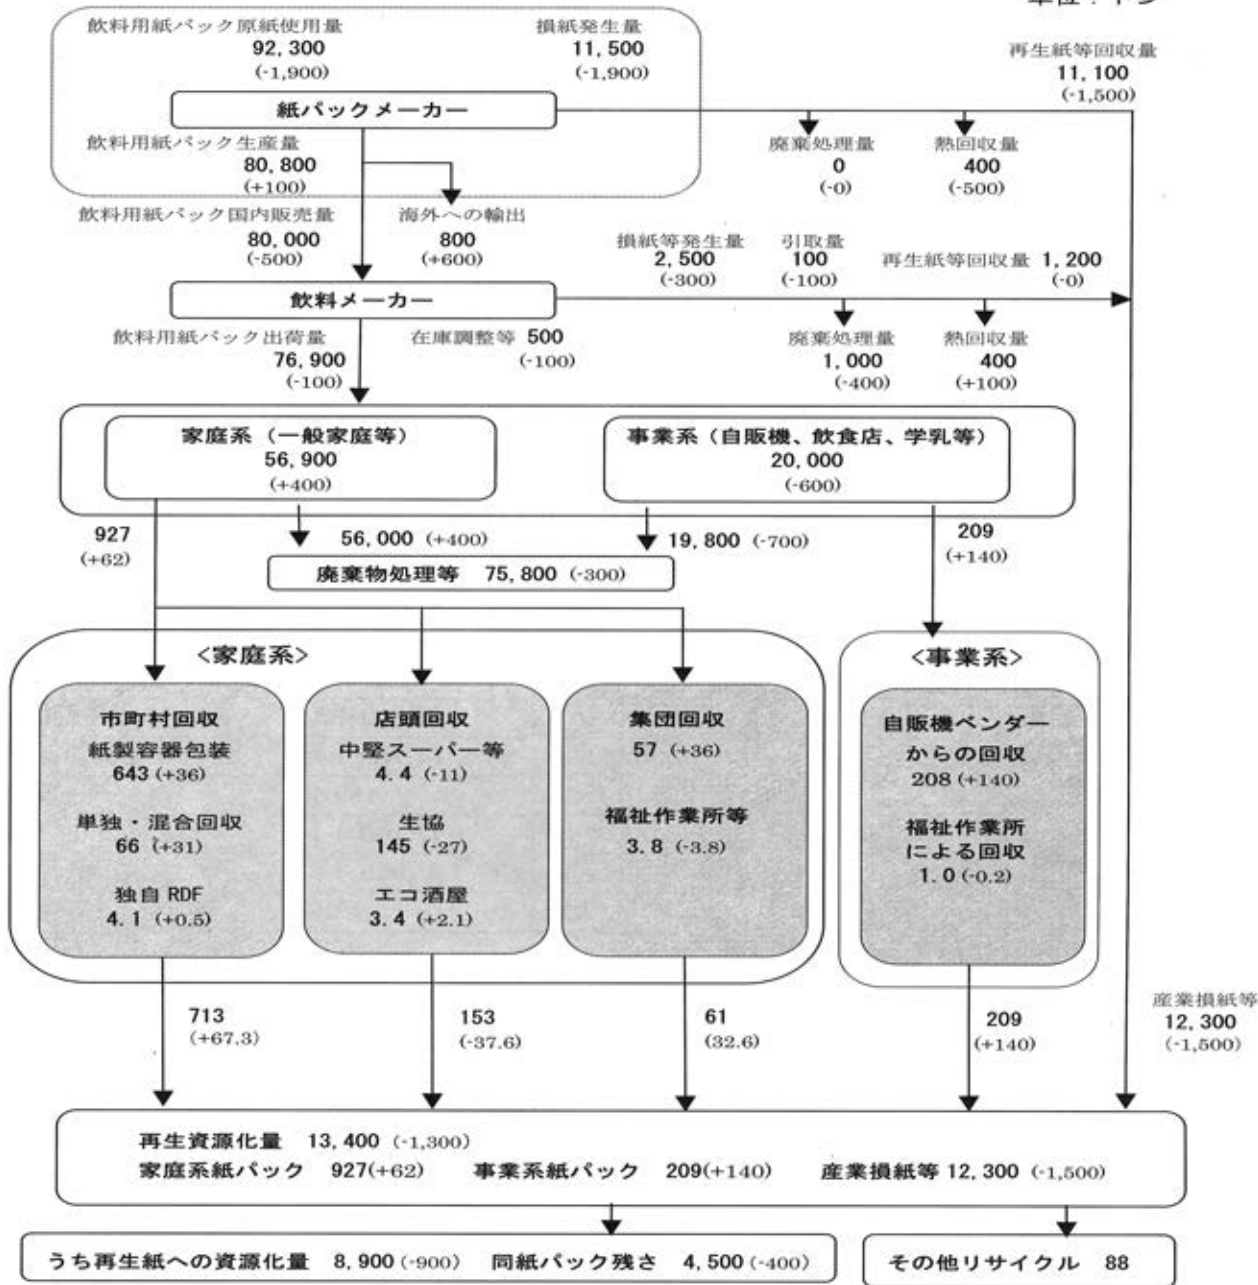 飲料用紙パック原紙使用量 損紙発生量
92,300 11,500
(-1,900) (-1,900)
再生紙等回収量
11,100
(-1,500)
紙パックメーカー
飲料用紙パック生産量
80,800
(+100)
廃棄処理量 熱回収量
0 400
(-0) (-500)
飲料用紙パック国内販売量 海外への輸出
80,000 800
(-500) (+600)
損紙等発生量 引取量
2,500 100
(-300) (-100)
再生紙等回収量 1,200
(-0)
飲料メーカー
飲料用紙パック出荷量 在庫調整等 500
76,900 (-100)
(-100)
廃棄処理量 熱回収量
1,000 400
(-400) (+100)
家庭系(一般家庭等)
56,900
(+400)
事業系(自販機、飲食店、学乳等)
20,000
(-600)
927
(+62)
56,000 (+400) 19,800 (-700)
209
(+140)
廃棄物処理等 75,800 (-300)
<家庭系>
<事業系>
市町村回収
紙製容器包装
643 (+36)
単独・混合回収
66 (+31)
独自 RDF
4.1 (+0.5)
店頭回収
中堅スーパー等
4.4 (-11)
生協
145 (-27)
エコ酒屋
3.4 (+2.1)
集団回収
57 (+36)
福祉作業所等
3.8 (-3.8)
自販機ベンダー
からの回収
208 (+140)
福祉作業所
による回収
1.0 (-0.2)
713
(+67.3)
153
(-37.6)
61
(32.6)
209
(+140)
産業損紙等
12,300
(-1,500)
再生資源化量 13,400 (-1,300)
家庭系紙パック 927(+62) 事業系紙パック 209(+140) 産業損紙等 12,300 (-1,500)
うち再生紙への資源化量 8,900 (-900) 同紙パック残さ 4,500 (-400)
その他リサイクル 88